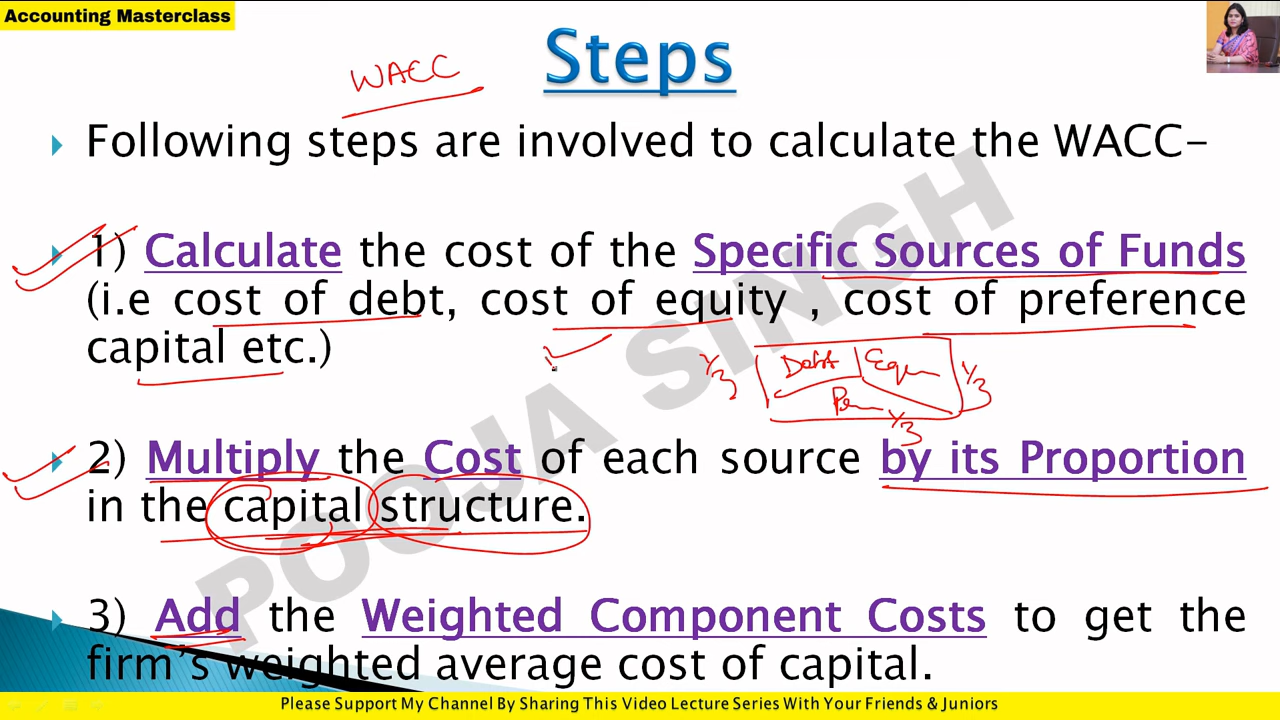 Accounting Masterclass
Steps
WACC
Following steps are involved to calculate the WACC-
1) Calculate the cost of the Specific Sources of Funds
(i.e cost of debt, cost of equity , cost of preference
capital etc.)
1/3 Debt Equ 1/3
1/3
2) Multiply the Cost of each source by its Proportion
in the capital structure.
3) Add the Weighted Component Costs to get the
firm's weighted average cost of capital.
POOJA SINGH
Please Support My Channel By Sharing This Video Lecture Series With Your Friends & Juniors